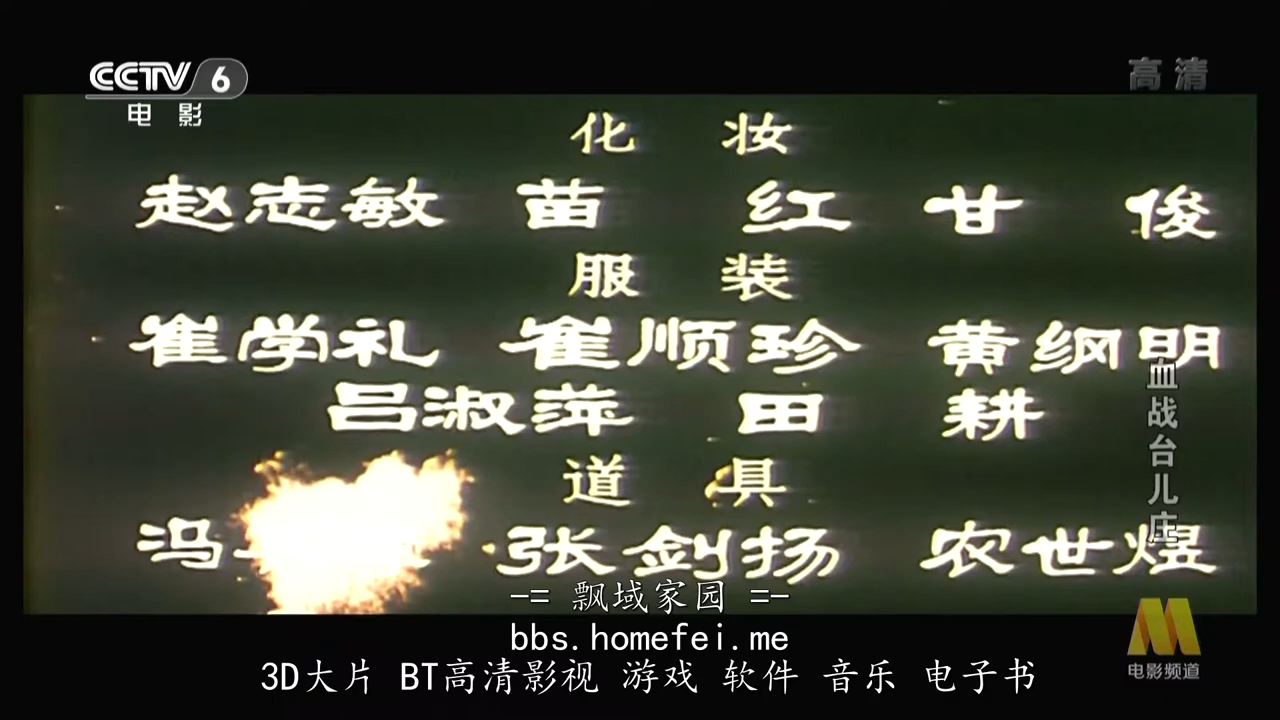 CCTV 6
电影
高清
化妆
赵志敏 苗红 甘俊
服装
崔学礼 崔顺珍 黄纲明
吕淑萍 田耕
道具
冯 张剑扬 农世煜
血战台儿庄
-= 飘域家园 =-
bbs.homefei.me
3D大片 BT高清影视 游戏 软件 音乐 电子书
电影频道